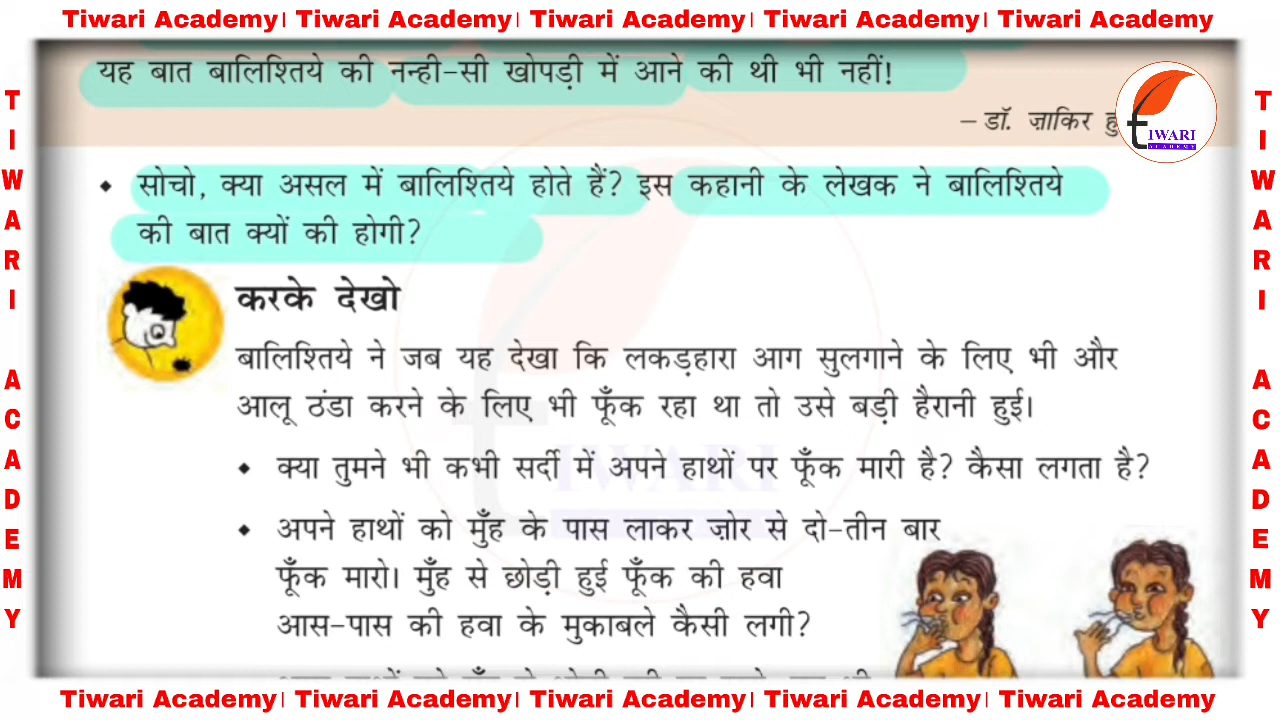 Tiwari Academy। Tiwari Academy। Tiwari Academy। Tiwari Academy। Tiwari Academy
यह बात बालिश्तिये की नन्ही-सी खोपड़ी में आने की थी भी नहीं!
– डॉ. ज़ाकिर
TIWARI
ACADEMY
◆ सोचो, क्या असल में बालिश्तिये होते हैं? इस कहानी के लेखक ने बालिश्तिये
की बात क्यों की होगी?
करके देखो
बालिश्तिये ने जब यह देखा कि लकड़हारा आग सुलगाने के लिए भी और
आलू ठंडा करने के लिए भी फूँक रहा था तो उसे बड़ी हैरानी हुई।
◆ क्या तुमने भी कभी सर्दी में अपने हाथों पर फूँक मारी है? कैसा लगता है?
◆ अपने हाथों को मुँह के पास लाकर ज़ोर से दो-तीन बार
फूँक मारो। मुँह से छोड़ी हुई फूँक की हवा
आस-पास की हवा के मुकाबले कैसी लगी?
TIWARI ACADEMY
TIWARI ACADEMY
TIWARI
Tiwari Academy। Tiwari Academy। Tiwari Academy। Tiwari Academy। Tiwari Academy